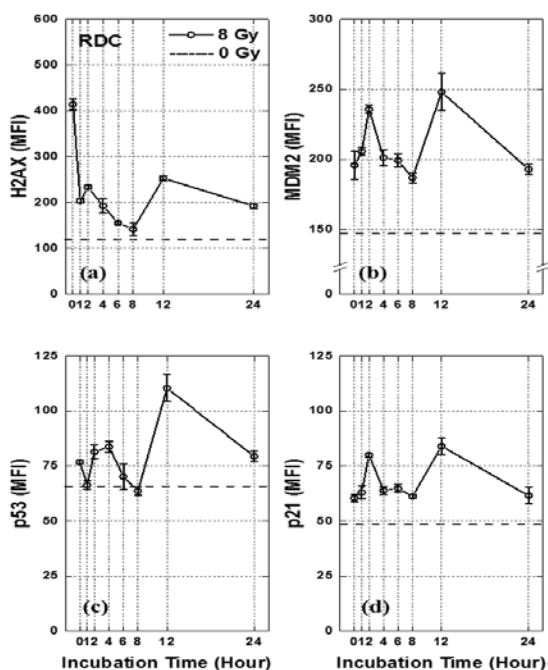 RDC
8 Gy
0 Gy
H2AX (MFI)
600
500
400
300
200
100
0
(a)
0 1 2 4 6 8 12 24
MDM2 (MFI)
300
250
200
150
(b)
0 1 2 4 6 8 12 24
p53 (MFI)
125
100
75
50
25
0
(c)
0 1 2 4 6 8 12 24
Incubation Time (Hour)
p21 (MFI)
125
100
75
50
25
0
(d)
0 1 2 4 6 8 12 24
Incubation Time (Hour)